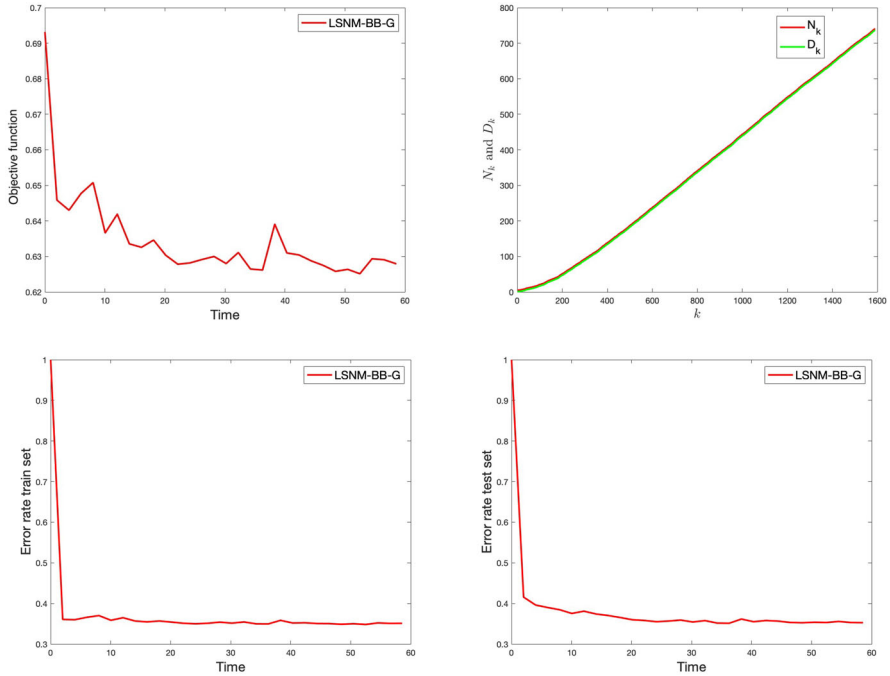 0.7
0.69
0.68
0.67
0.66
0.65
0.64
0.63
0.62
0 10 20 30 40 50 60
Objective function
Time
LSNM-BB-G
800
700
600
500
400
300
200
100
0
0 200 400 600 800 1000 1200 1400 1600
N_k and D_k
k
N_k
D_k
1
0.9
0.8
0.7
0.6
0.5
0.4
0.3
0 10 20 30 40 50 60
Error rate train set
Time
LSNM-BB-G
1
0.9
0.8
0.7
0.6
0.5
0.4
0.3
0 10 20 30 40 50 60
Error rate test set
Time
LSNM-BB-G